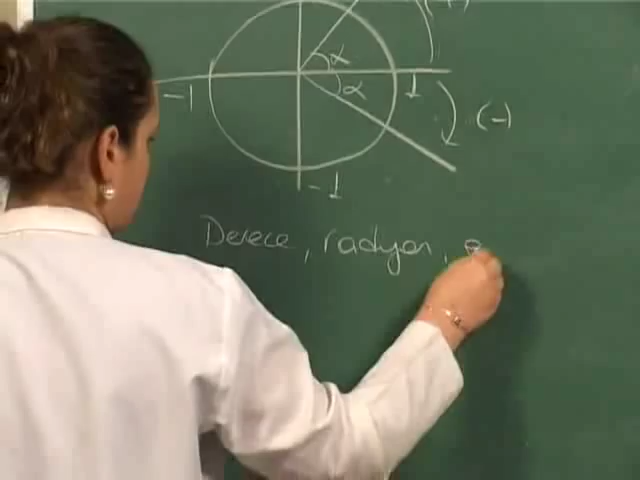 α
-1
α
1
(-)
-1
Derece, radyan,